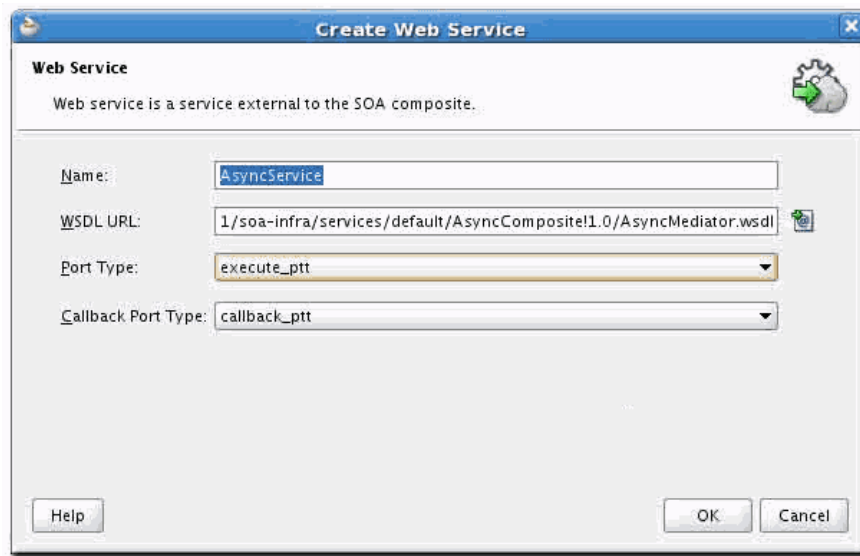 Create Web Service
Web Service
Web service is a service external to the SOA composite.
Name: AsyncService
WSDL URL: 1/soa-infra/services/default/AsyncComposite!1.0/AsyncMediator.wsdl
Port Type: execute_ptt
Callback Port Type: callback_ptt
Help OK Cancel